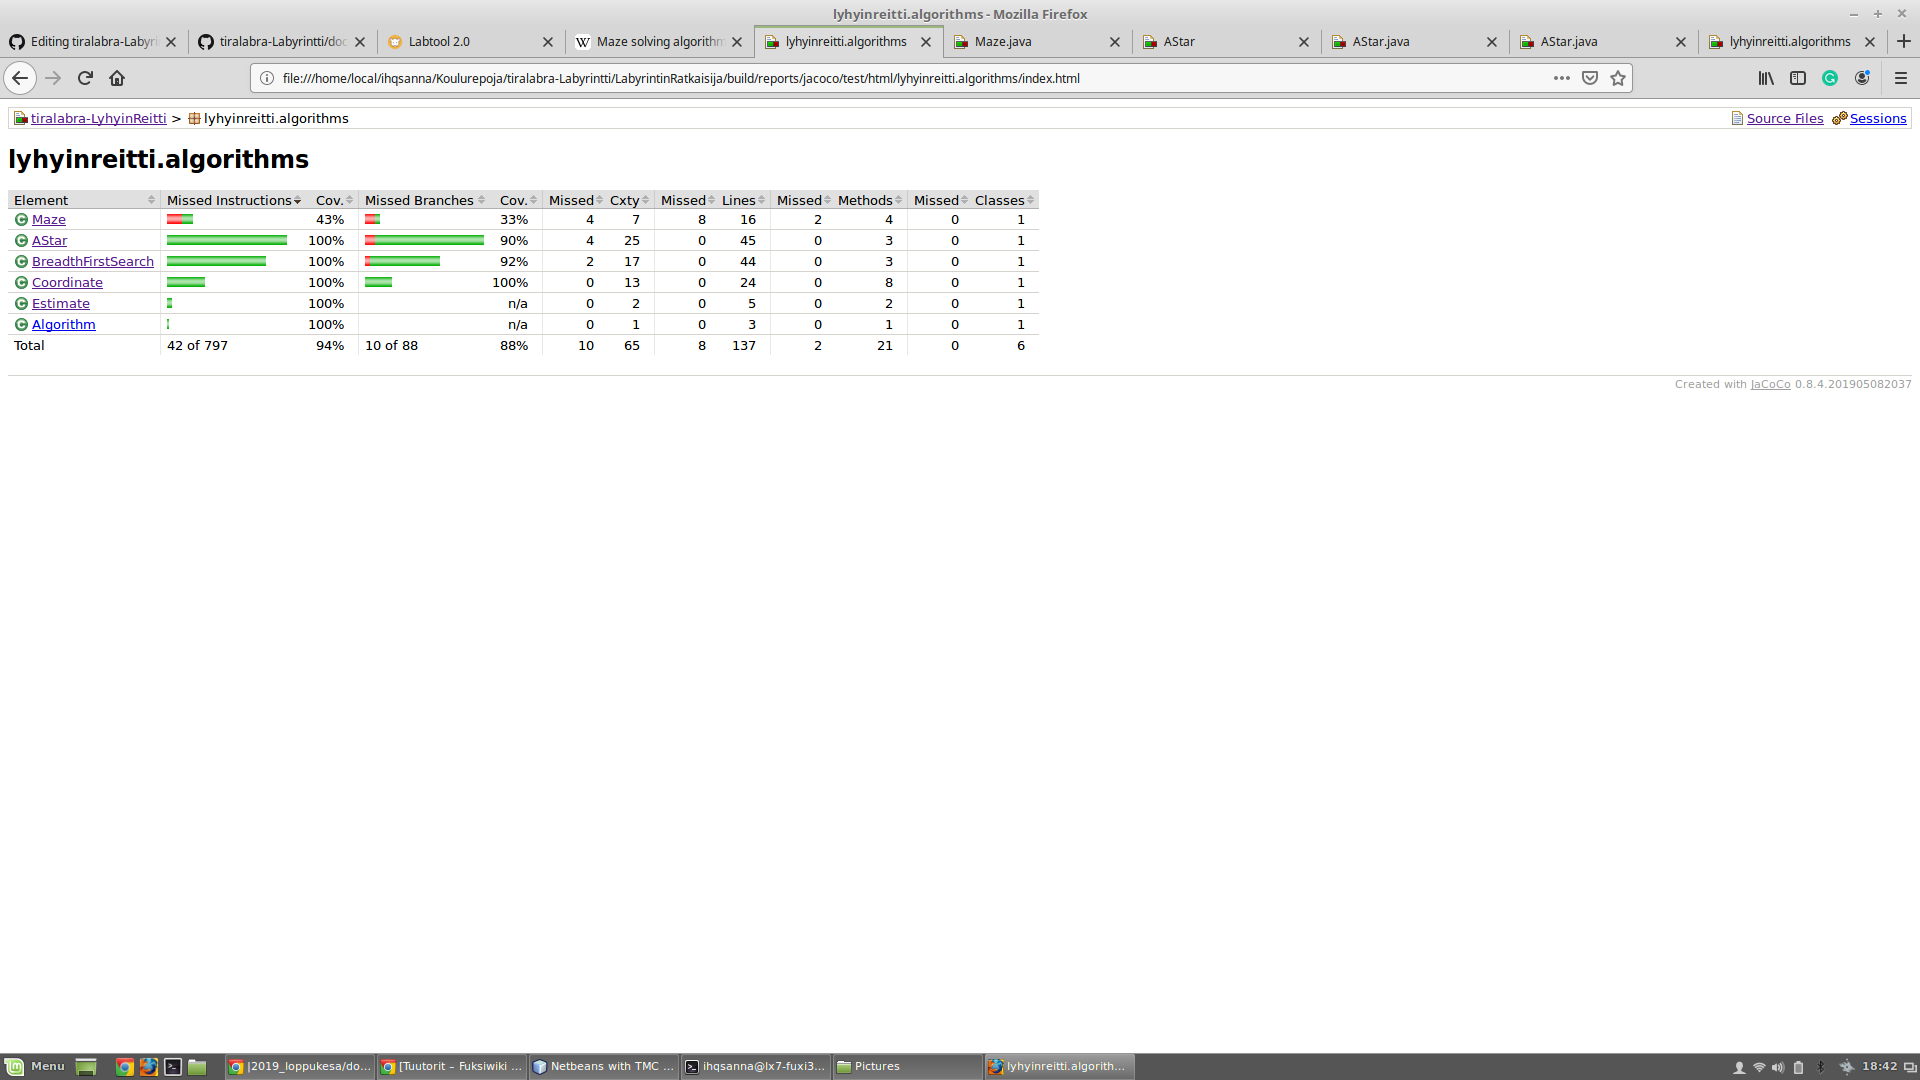 lyhyinreitti.algorithms - Mozilla Firefox
Editing tiralabra-Labyri
tiralabra-Labyrintti/doc
Labtool 2.0
Maze solving algorithm
lyhyinreitti.algorithms
Maze.java
AStar
AStar.java
AStar.java
lyhyinreitti.algorithms
file:///home/local/ihqsanna/Koulurepoja/tiralabra-Labyrintti/LabyrintinRatkaisija/build/reports/jacoco/test/html/lyhyinreitti.algorithms/index.html
tiralabra-LyhyinReitti > lyhyinreitti.algorithms
Source Files Sessions
lyhyinreitti.algorithms
Element Missed Instructions Cov. Missed Branches Cov. Missed Cxty Missed Lines Missed Methods Missed Classes
Maze 43% 33% 4 7 8 16 2 4 0 1
AStar 100% 90% 4 25 0 45 0 3 0 1
BreadthFirstSearch 100% 92% 2 17 0 44 0 3 0 1
Coordinate 100% 100% 0 13 0 24 0 8 0 1
Estimate 100% n/a 0 2 0 5 0 2 0 1
Algorithm 100% n/a 0 1 0 3 0 1 0 1
Total 42 of 797 94% 10 of 88 88% 10 65 8 137 2 21 0 6
Created with JaCoCo 0.8.4.201905082037
Menu
|2019_loppukesa/do...
[Tuutorit – Fuksiwiki ...
Netbeans with TMC ...
ihqsanna@lx7-fuxi3...
Pictures
lyhyinreitti.algorith...
18:42